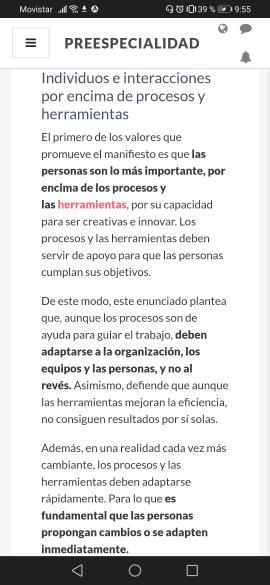 Movistar 39 % 9:55
PREESPECIALIDAD
Individuos e interacciones
por encima de procesos y
herramientas
El primero de los valores que
promueve el manifiesto es que las
personas son lo más importante, por
encima de los procesos y
las herramientas, por su capacidad
para ser creativas e innovar. Los
procesos y las herramientas deben
servir de apoyo para que las personas
cumplan sus objetivos.
De este modo, este enunciado plantea
que, aunque los procesos son de
ayuda para guiar el trabajo, deben
adaptarse a la organización, los
equipos y las personas, y no al
revés. Asimismo, defiende que aunque
las herramientas mejoran la eficiencia,
no consiguen resultados por sí solas.
Además, en una realidad cada vez más
cambiante, los procesos y las
herramientas deben adaptarse
rápidamente. Para lo que es
fundamental que las personas
propongan cambios o se adapten
inmediatamente.